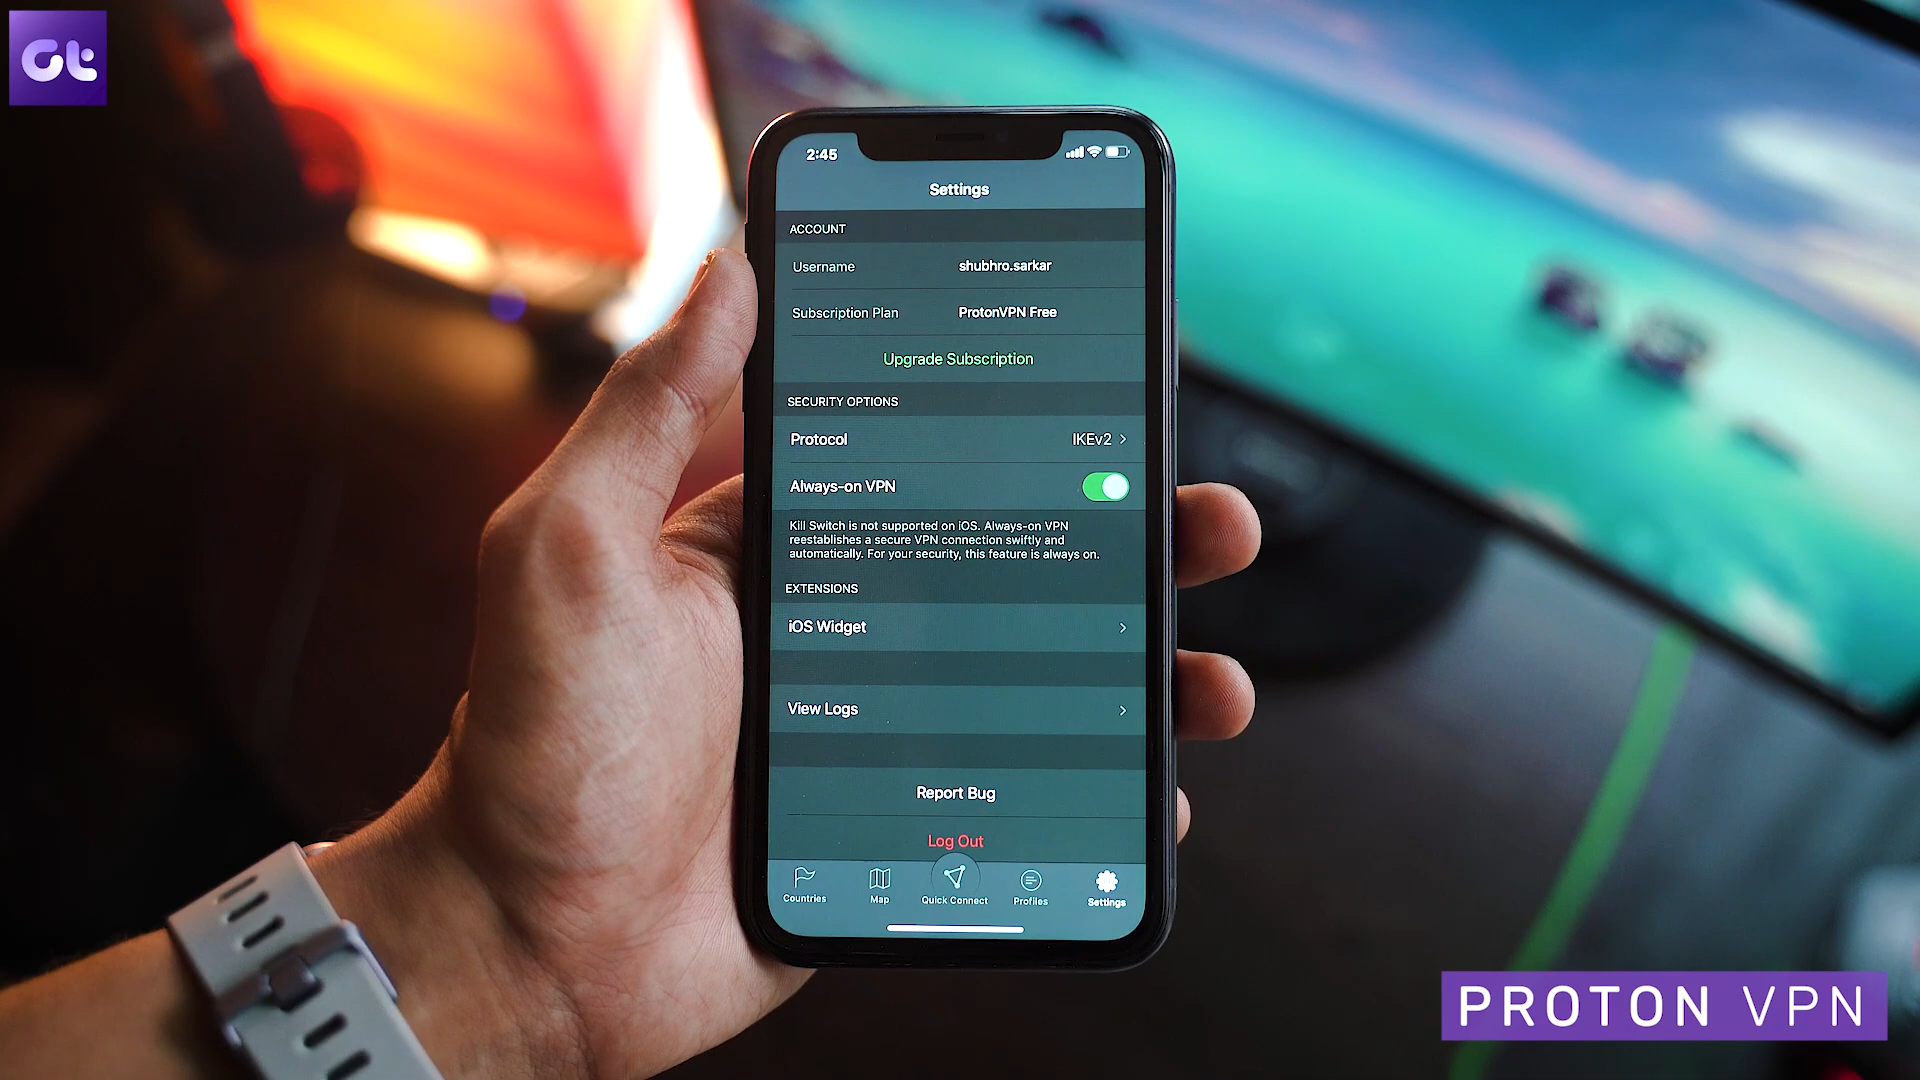 Gt
2:45
Settings
ACCOUNT
Username shubhro.sarkar
Subscription Plan ProtonVPN Free
Upgrade Subscription
SECURITY OPTIONS
Protocol IKEv2
Always-on VPN
Kill Switch is not supported on iOS. Always-on VPN
reestablishes a secure VPN connection swiftly and
automatically. For your security, this feature is always on.
EXTENSIONS
iOS Widget
View Logs
Report Bug
Log Out
Countries Map Quick Connect Profiles Settings
PROTON VPN